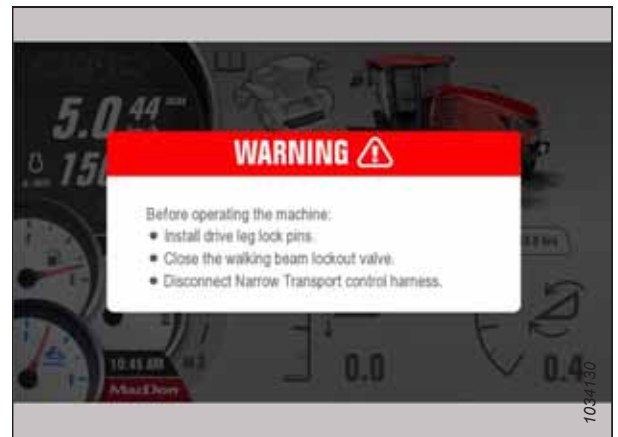 5.0
44
WARNING
Before operating the machine:
● Install drive leg lock pins.
● Close the walking beam lockout valve.
● Disconnect Narrow Transport control harness.
10:45 AM
MacDon
0.0
0.4
1034130